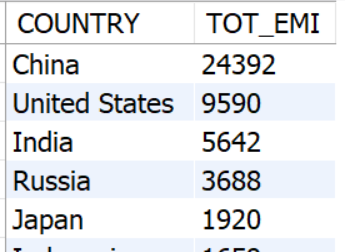 COUNTRY TOT_EMI
China 24392
United States 9590
India 5642
Russia 3688
Japan 1920